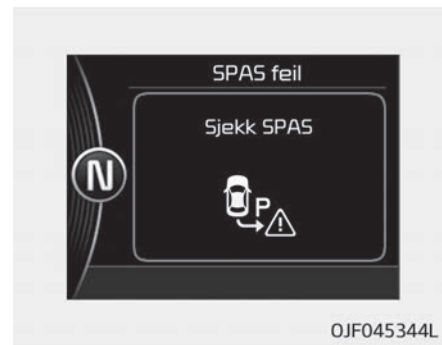 SPAS feil
Sjekk SPAS
N
P
OJF045344L